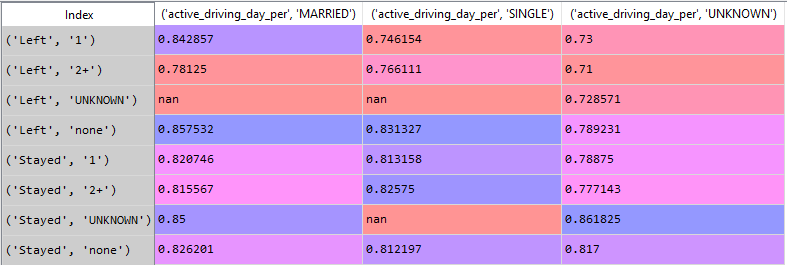 Index ('active_driving_day_per', 'MARRIED') ('active_driving_day_per', 'SINGLE') ('active_driving_day_per', 'UNKNOWN')
('Left', '1') 0.842857 0.746154 0.73
('Left', '2+') 0.78125 0.766111 0.71
('Left', 'UNKNOWN') nan nan 0.728571
('Left', 'none') 0.857532 0.831327 0.789231
('Stayed', '1') 0.820746 0.813158 0.78875
('Stayed', '2+') 0.815567 0.82575 0.777143
('Stayed', 'UNKNOWN') 0.85 nan 0.861825
('Stayed', 'none') 0.826201 0.812197 0.817